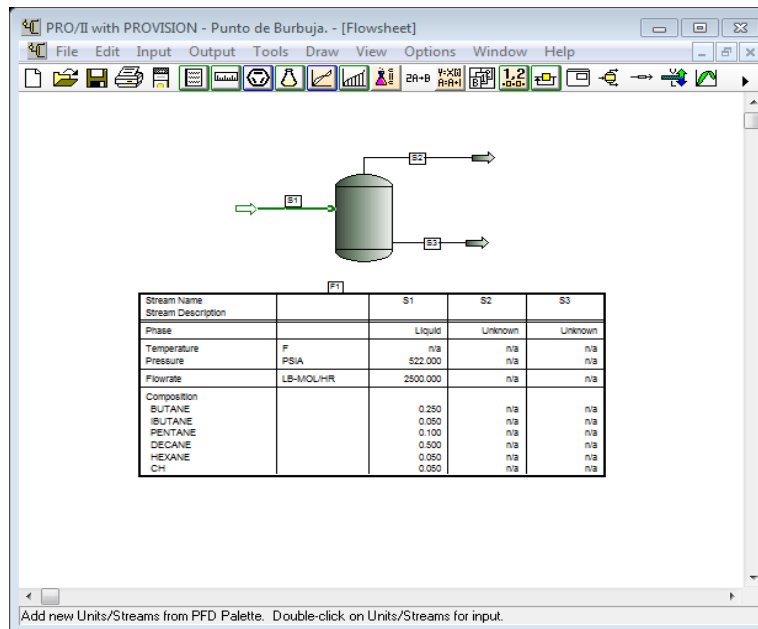 PRO/II with PROVISION - Punto de Burbuja. - [Flowsheet]
File Edit Input Output Tools Draw View Options Window Help
2A→B
1.2
S2
S1
S3
F1
Stream Name S1 S2 S3
Stream Description
Phase Liquid Unknown Unknown
Temperature F n/a n/a n/a
Pressure PSIA 522.000 n/a n/a
Flowrate LB-MOL/HR 2500.000 n/a n/a
Composition
BUTANE 0.250 n/a n/a
IBUTANE 0.050 n/a n/a
PENTANE 0.100 n/a n/a
DECANE 0.500 n/a n/a
HEXANE 0.050 n/a n/a
CH 0.050 n/a n/a
Add new Units/Streams from PFD Palette. Double-click on Units/Streams for input.